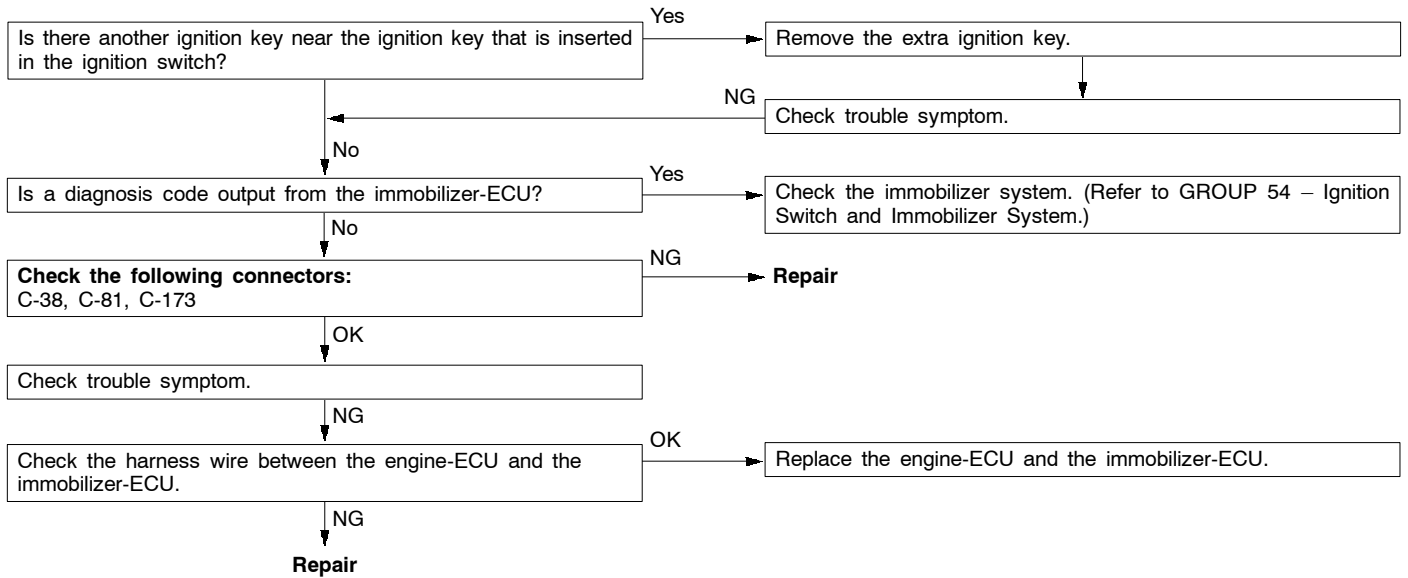 Is there another ignition key near the ignition key that is inserted
in the ignition switch?
Yes
Remove the extra ignition key.
NG
Check trouble symptom.
No
Is a diagnosis code output from the immobilizer-ECU?
Yes
Check the immobilizer system. (Refer to GROUP 54 – Ignition
Switch and Immobilizer System.)
No
Check the following connectors:
C-38, C-81, C-173
NG
Repair
OK
Check trouble symptom.
NG
Check the harness wire between the engine-ECU and the
immobilizer-ECU.
OK
Replace the engine-ECU and the immobilizer-ECU.
NG
Repair